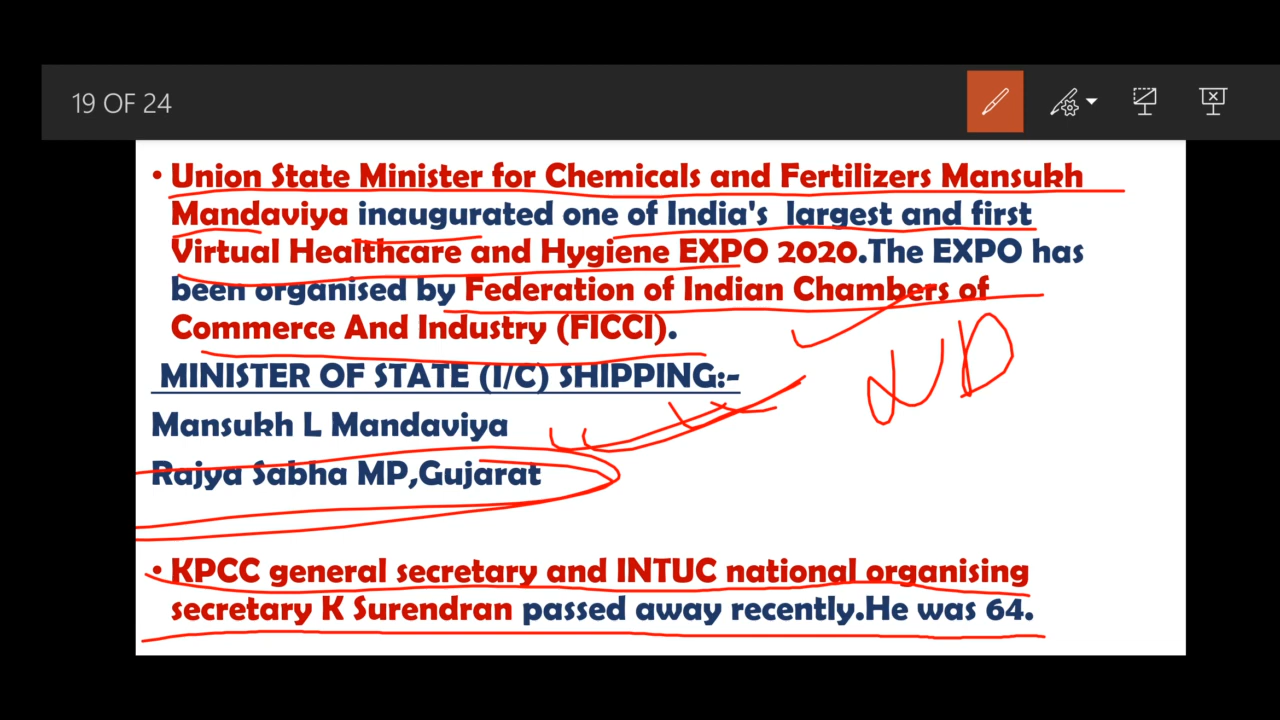 19 OF 24
• Union State Minister for Chemicals and Fertilizers Mansukh
Mandaviya inaugurated one of India's largest and first
Virtual Healthcare and Hygiene EXPO 2020.The EXPO has
been organised by Federation of Indian Chambers of
Commerce And Industry (FICCI).
MINISTER OF STATE (I/C) SHIPPING:-
Mansukh L Mandaviya
Rajya Sabha MP,Gujarat
• KPCC general secretary and INTUC national organising
secretary K Surendran passed away recently.He was 64.